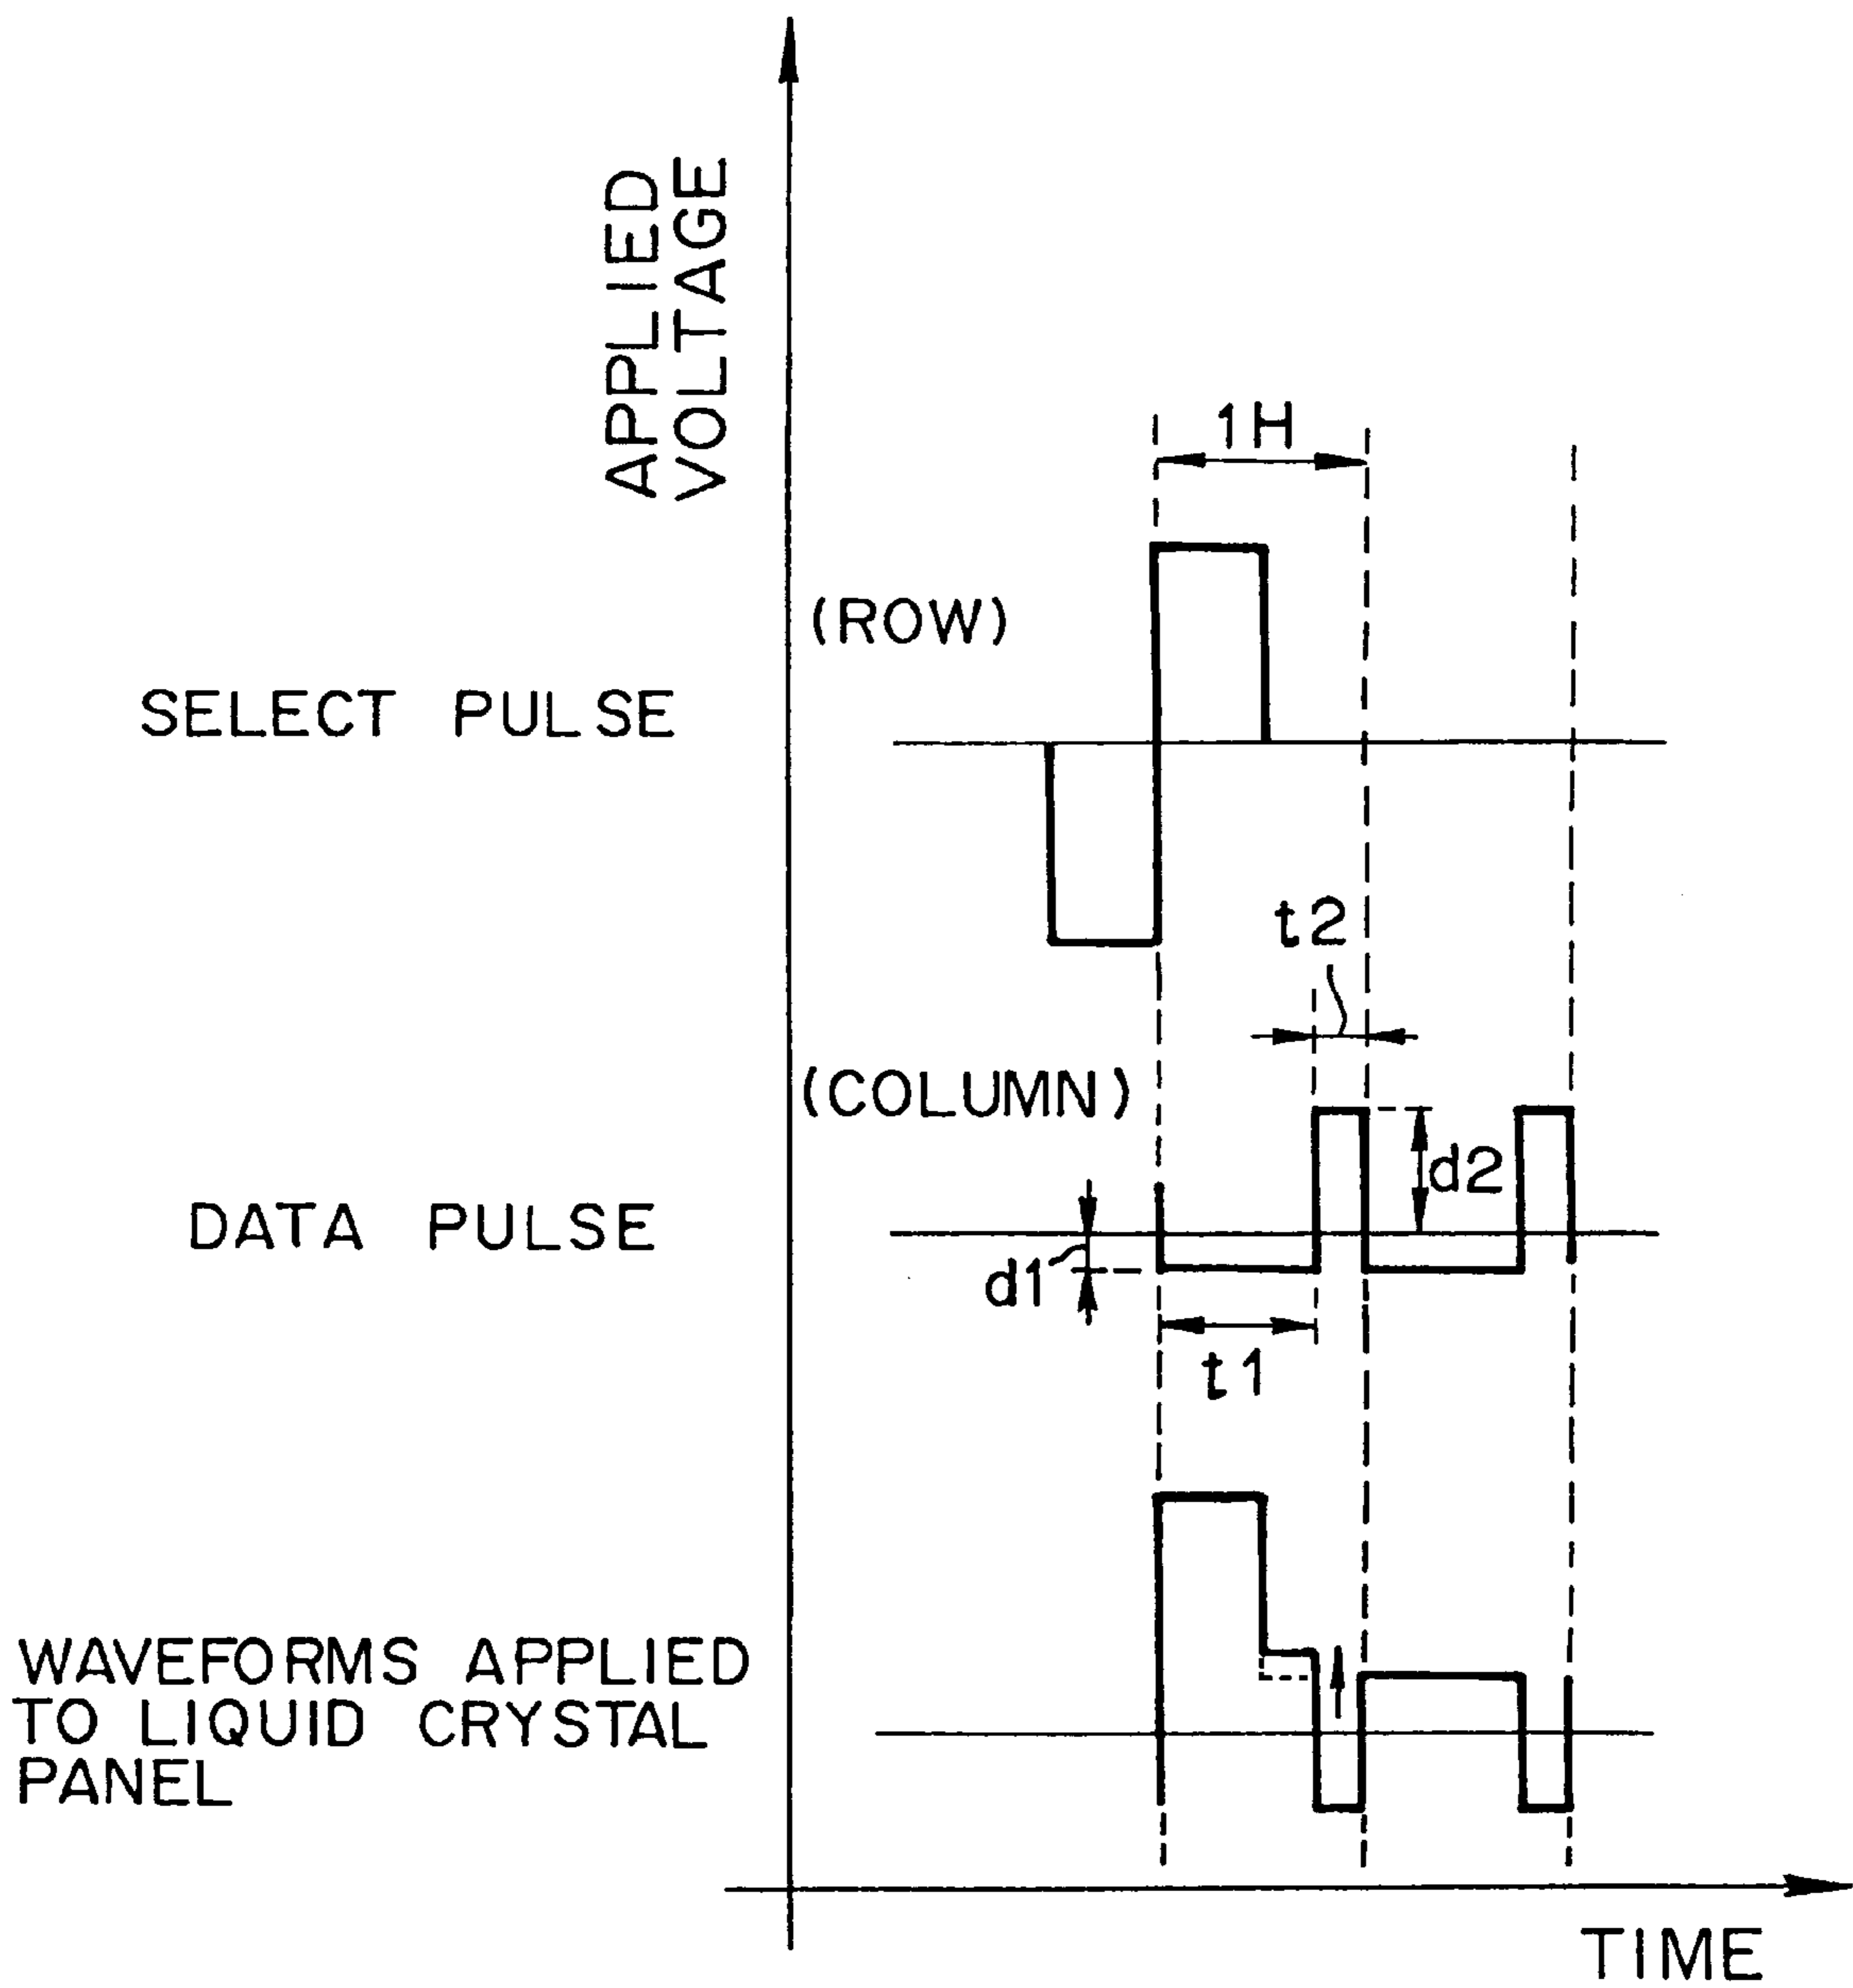 APPLIED
VOLTAGE
1H
(ROW)
SELECT PULSE
t2
(COLUMN)
d2
DATA PULSE
d1
t1
WAVEFORMS APPLIED
TO LIQUID CRYSTAL
PANEL
TIME